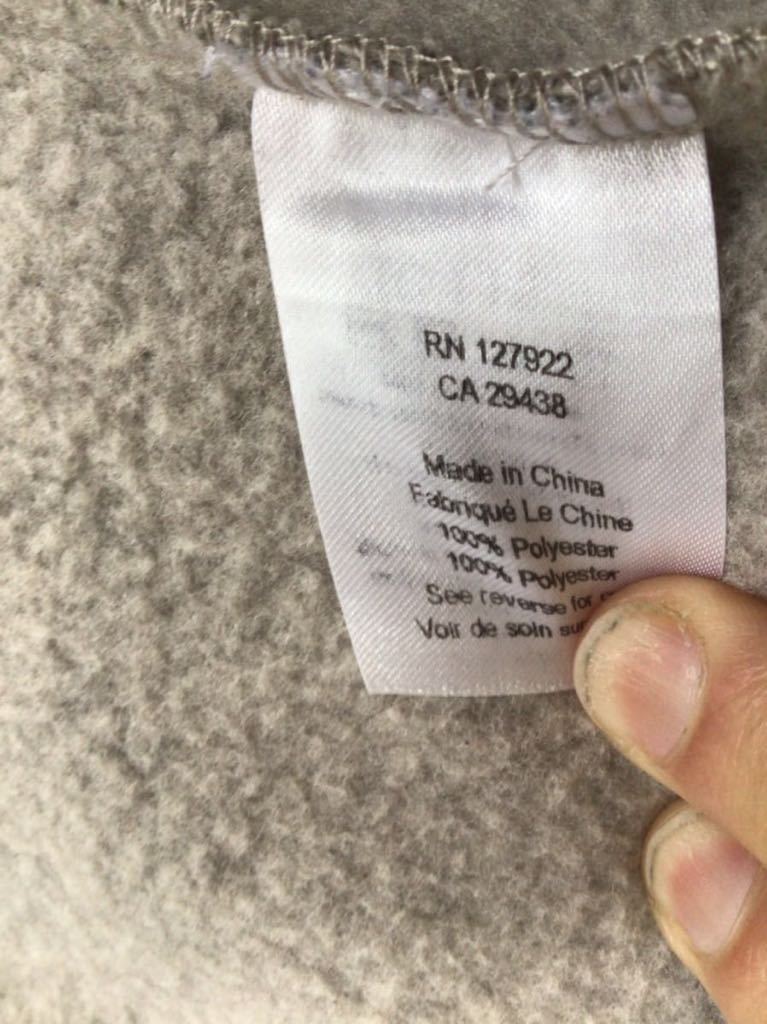 RN 127922
CA 29438
Made in China
Fabriqué Le Chine
100% Polyester
100% Polyester
See reverse for
Voir de soin